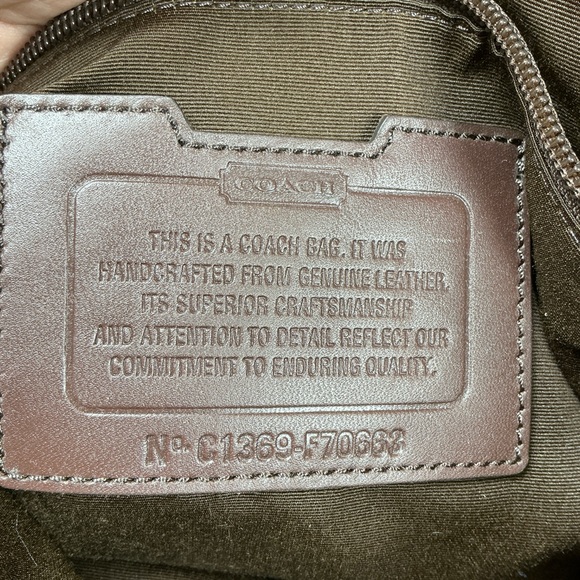 COACH
THIS IS A COACH BAG. IT WAS
HANDCRAFTED FROM GENUINE LEATHER.
ITS SUPERIOR CRAFTSMANSHIP
AND ATTENTION TO DETAIL REFLECT OUR
COMMITMENT TO ENDURING QUALITY.
No. C1369-F70663